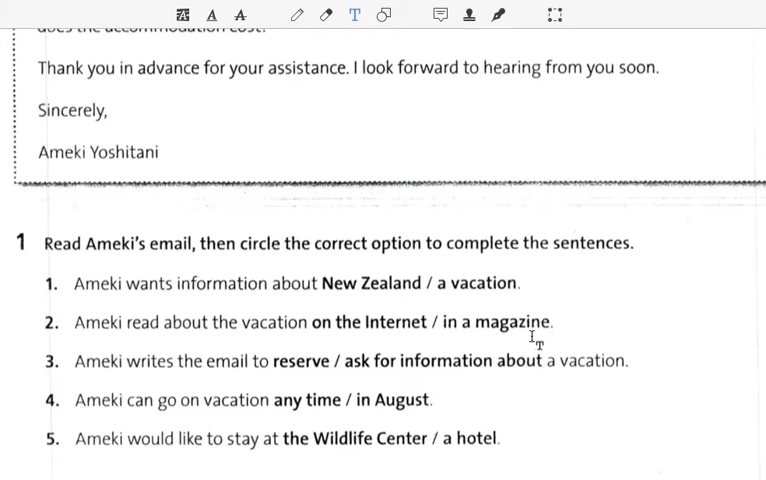 does the accommodation cost?
Thank you in advance for your assistance. I look forward to hearing from you soon.
Sincerely,
Ameki Yoshitani
1 Read Ameki's email, then circle the correct option to complete the sentences.
1. Ameki wants information about New Zealand / a vacation.
2. Ameki read about the vacation on the Internet / in a magazine.
3. Ameki writes the email to reserve / ask for information about a vacation.
4. Ameki can go on vacation any time / in August.
5. Ameki would like to stay at the Wildlife Center / a hotel.